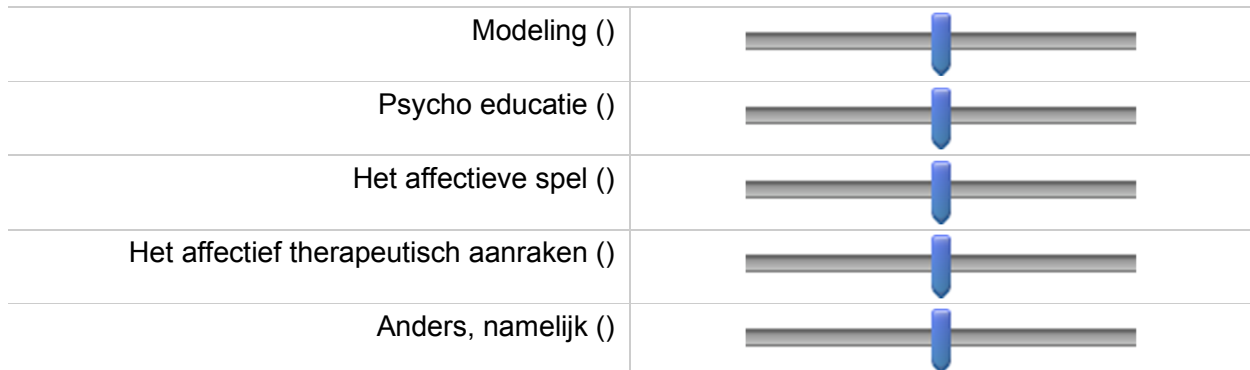 Modeling ()
Psycho educatie ()
Het affectieve spel ()
Het affectief therapeutisch aanraken ()
Anders, namelijk ()